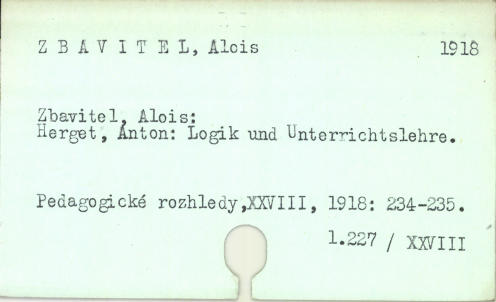 Z B A V I T E L, Alois 1918
Zbavitel, Alois:
Herget, Anton: Logik und Unterrichtslehre.
Pedagogické rozhledy,XXVIII, 1918: 234-235.
1.227 / XXVIII